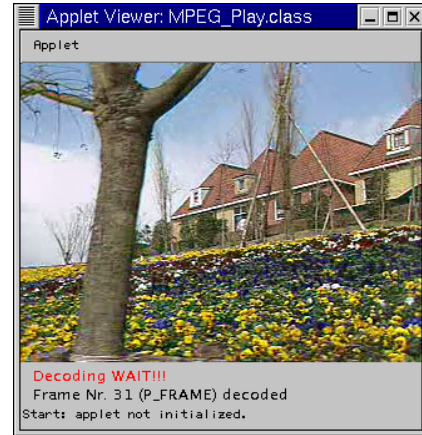 Applet Viewer: MPEG_Play.class
Applet
Decoding WAIT!!!
Frame Nr. 31 (P_FRAME) decoded
Start: applet not initialized.